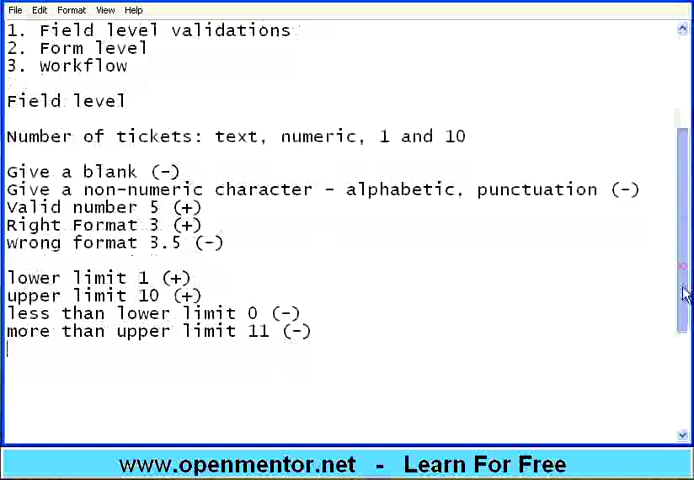 File Edit Format View Help
1. Field level validations
2. Form level
3. Workflow
Field level
Number of tickets: text, numeric, 1 and 10
Give a blank (-)
Give a non-numeric character - alphabetic, punctuation (-)
Valid number 5 (+)
Right Format 3 (+)
wrong format 3.5 (-)
lower limit 1 (+)
upper limit 10 (+)
less than lower limit 0 (-)
more than upper limit 11 (-)
www.openmentor.net - Learn For Free